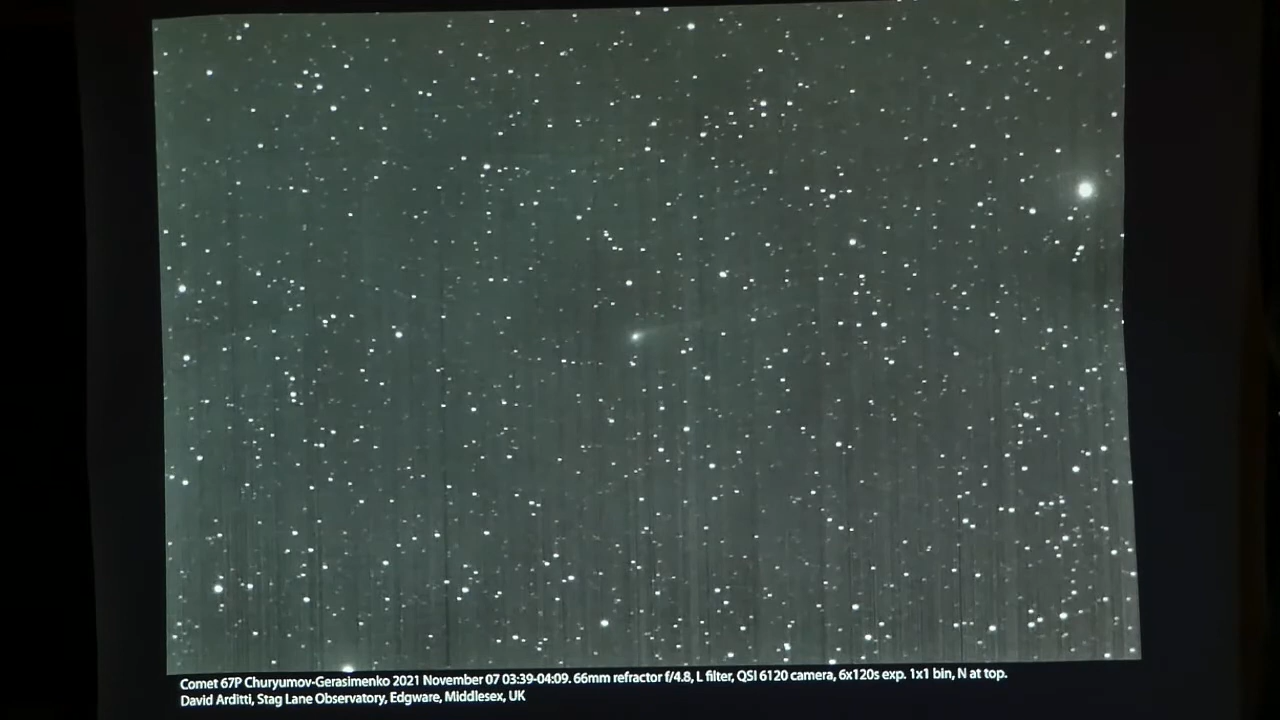 Comet 67P Churyumov-Gerasimenko 2021 November 07 03:39-04:09. 66mm refractor f/4.8, L filter, QSI 6120 camera, 6x120s exp. 1x1 bin, N at top.
David Arditti, Stag Lane Observatory, Edgware, Middlesex, UK